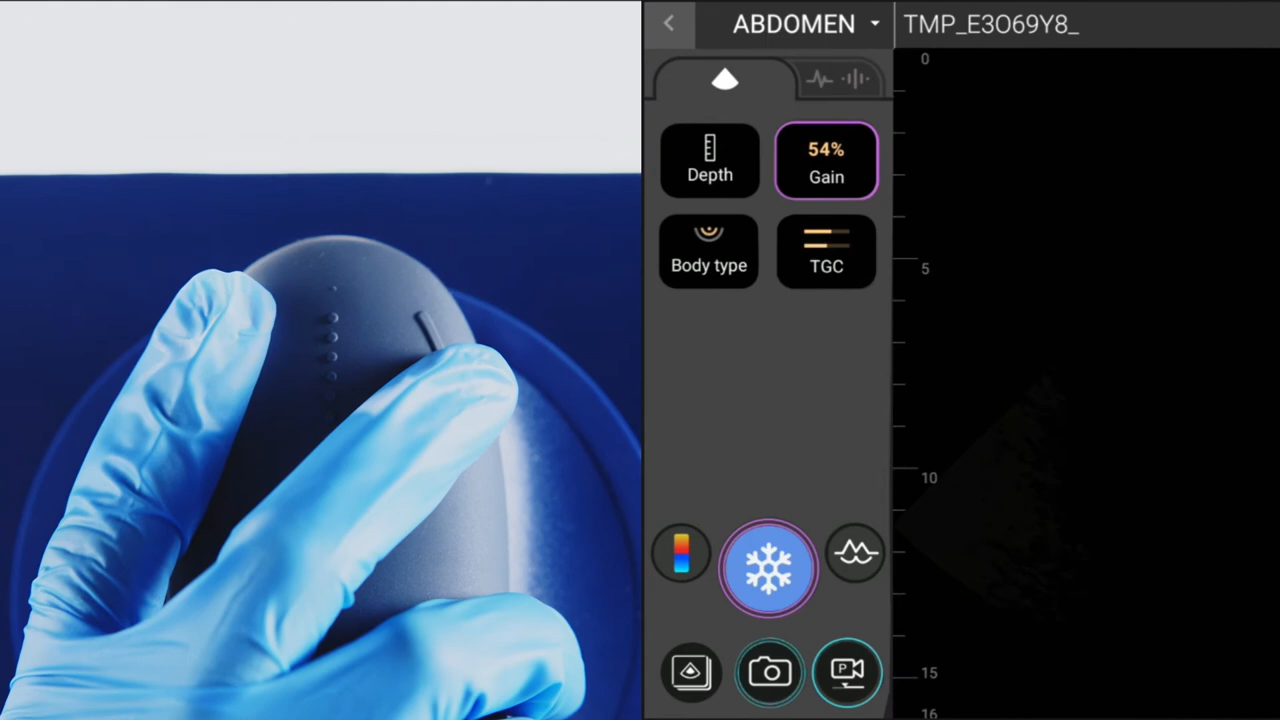 ABDOMEN
TMP_E3O69Y8_
0
Depth
54%
Gain
Body type
TGC
5
10
P
15
16